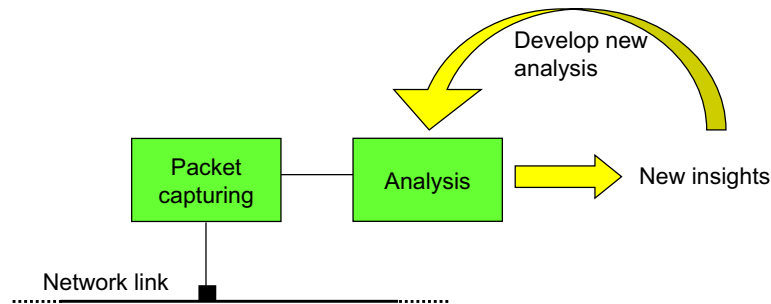 Develop new
analysis
Packet
capturing
Analysis
New insights
Network link